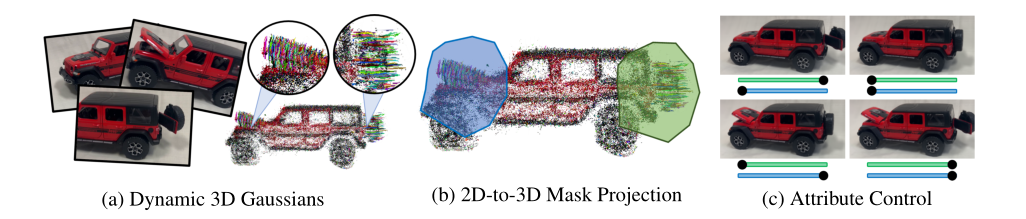 (a) Dynamic 3D Gaussians
(b) 2D-to-3D Mask Projection
(c) Attribute Control